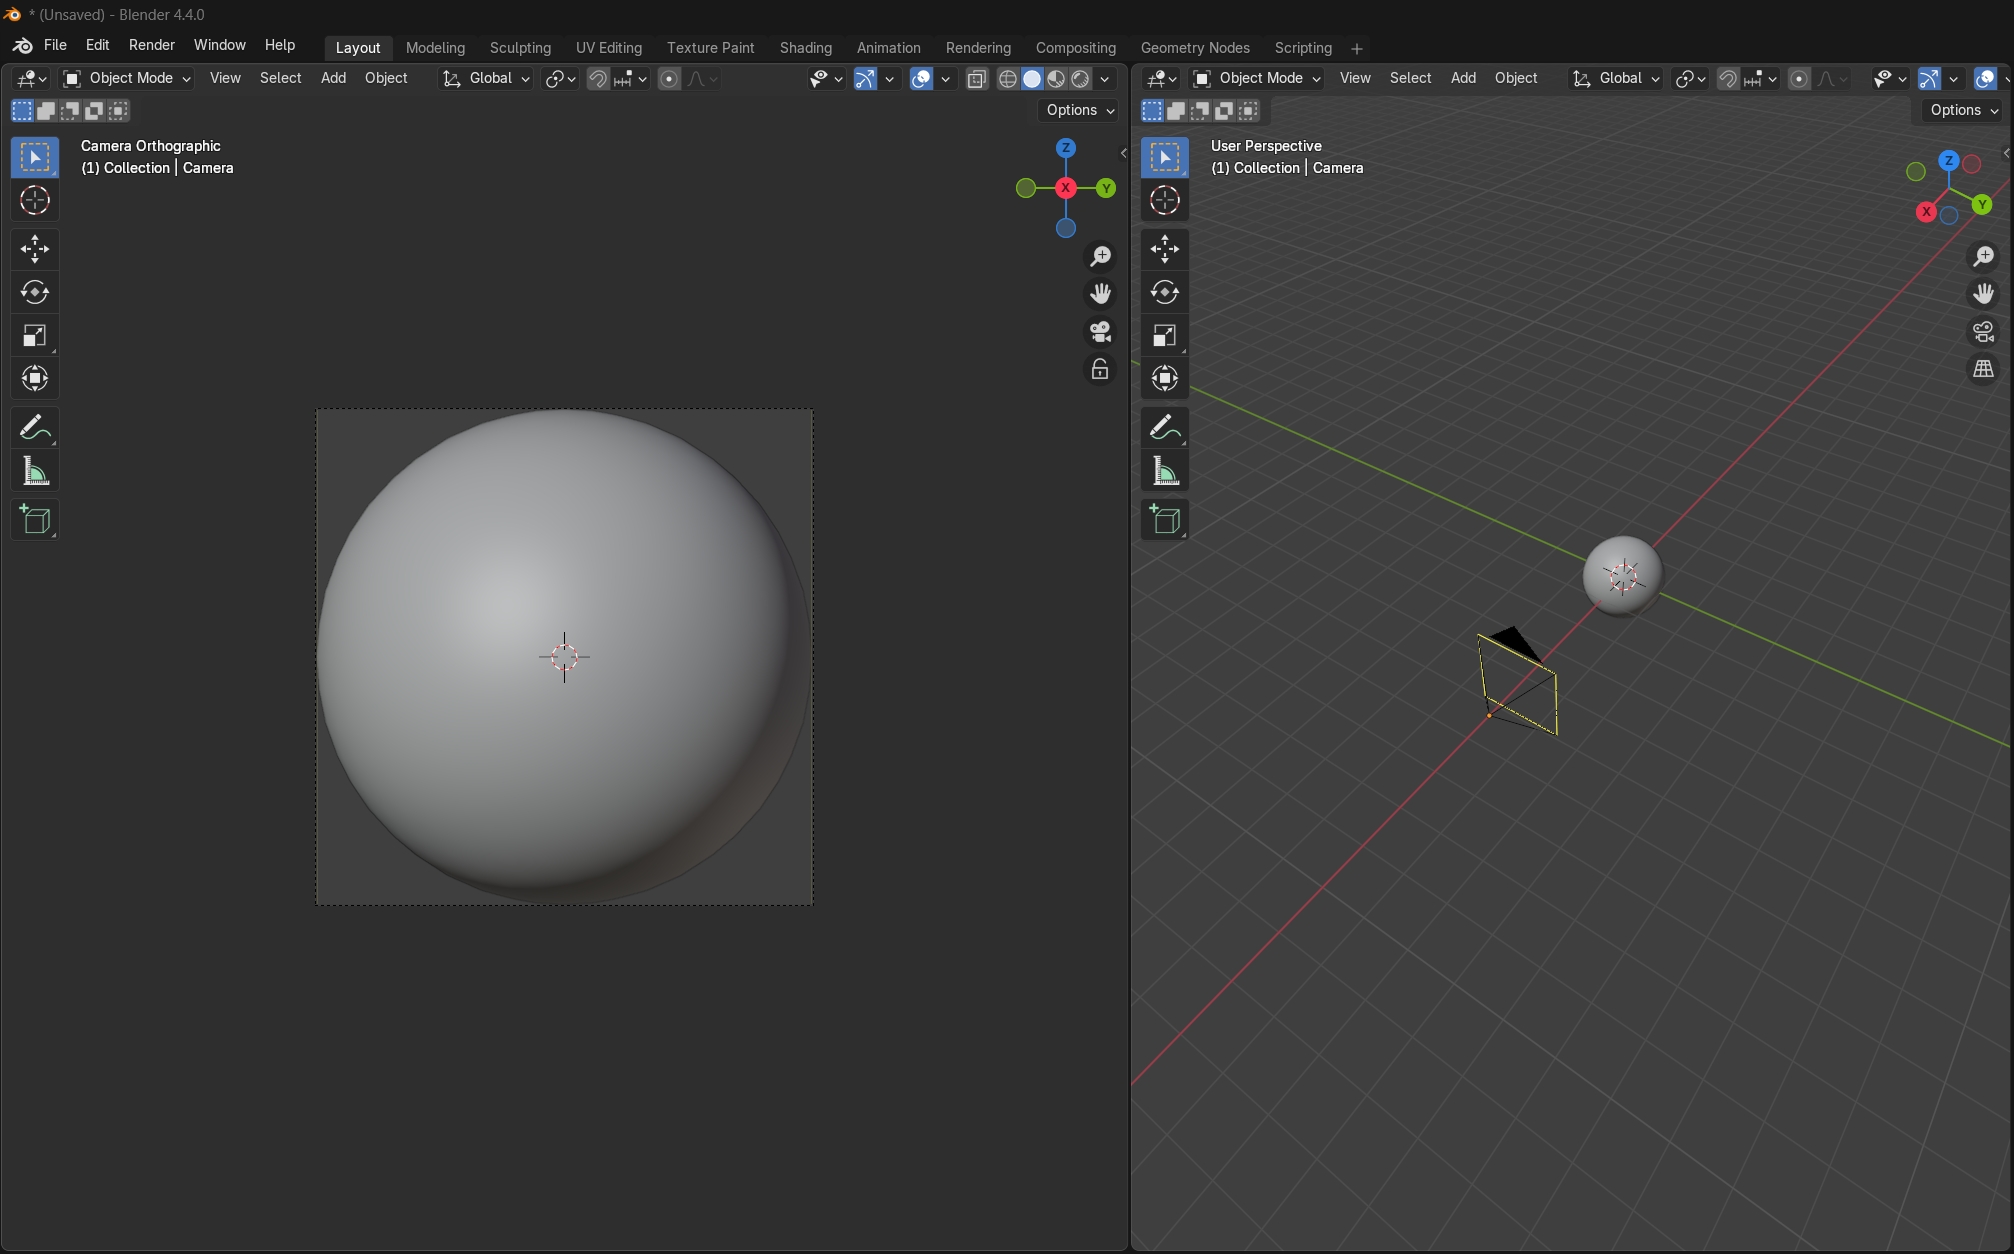 * (Unsaved) - Blender 4.4.0
File Edit Render Window Help Layout Modeling Sculpting UV Editing Texture Paint Shading Animation Rendering Compositing Geometry Nodes Scripting +
Object Mode View Select Add Object Global
Options
Camera Orthographic
(1) Collection | Camera
Z
X
Y
Object Mode View Select Add Object Global
Options
User Perspective
(1) Collection | Camera
Z
X
Y